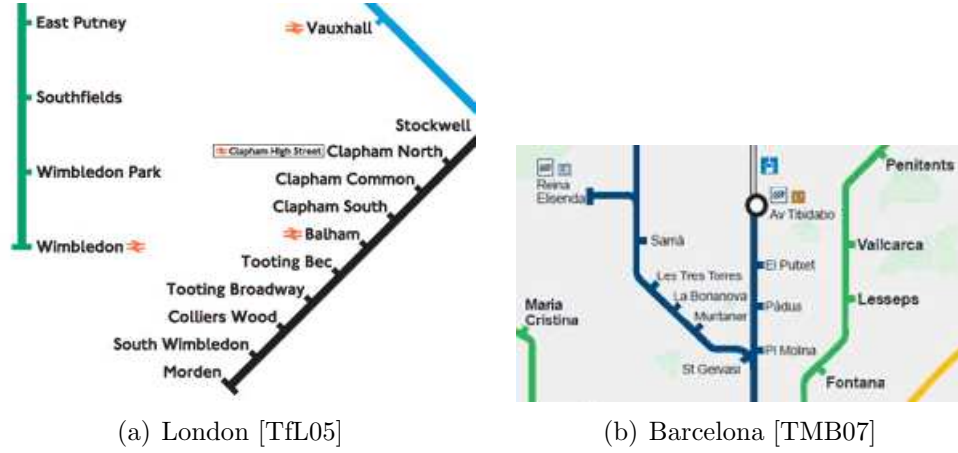 East Putney
Southfields
Wimbledon Park
Wimbledon
Vauxhall
Stockwell
Clapham High Street Clapham North
Clapham Common
Clapham South
Balham
Tooting Bec
Tooting Broadway
Colliers Wood
South Wimbledon
Morden
(a) London [TfL05]
Reina
Elisenda
Sarrià
Les Tres Torres
La Bonanova
Muntaner
St Gervasi
Av Tibidabo
El Putxet
Pàdua
Pl Molina
Maria
Cristina
Penitents
Vallcarca
Lesseps
Fontana
(b) Barcelona [TMB07]